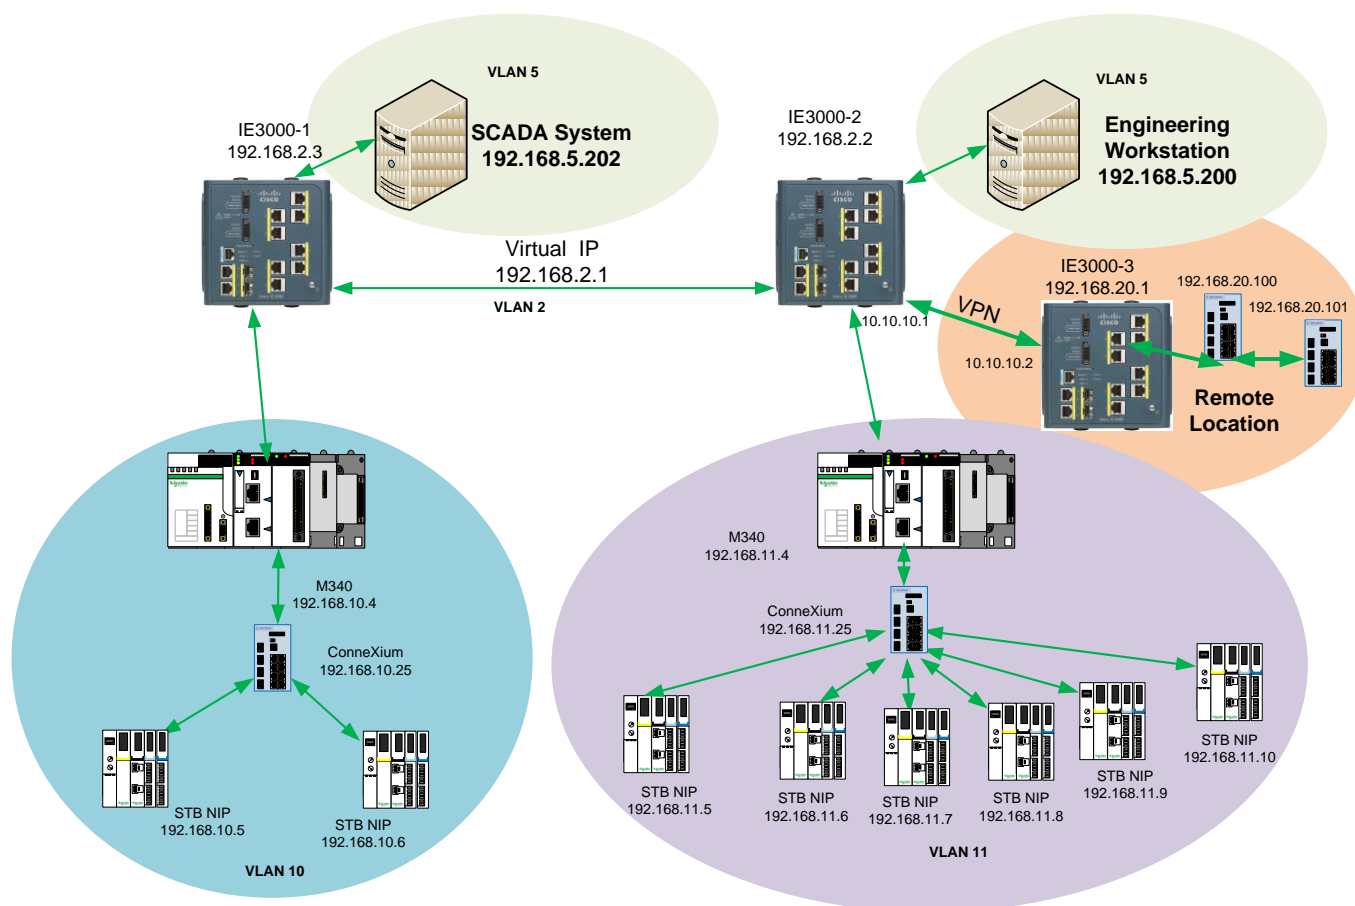 VLAN 5
SCADA System
192.168.5.202
IE3000-1
192.168.2.3
VLAN 5
Engineering
Workstation
192.168.5.200
IE3000-2
192.168.2.2
CISCO
CISCO
Virtual IP
192.168.2.1
VLAN 2
IE3000-3
192.168.20.1
192.168.20.100
192.168.20.101
VPN
10.10.10.1
10.10.10.2
CISCO
Remote
Location
Schneider
M340
192.168.10.4
ConneXium
192.168.10.25
STB NIP
192.168.10.5
STB NIP
192.168.10.6
VLAN 10
Schneider
M340
192.168.11.4
ConneXium
192.168.11.25
STB NIP
192.168.11.5
STB NIP
192.168.11.6
STB NIP
192.168.11.7
STB NIP
192.168.11.8
STB NIP
192.168.11.9
STB NIP
192.168.11.10
VLAN 11